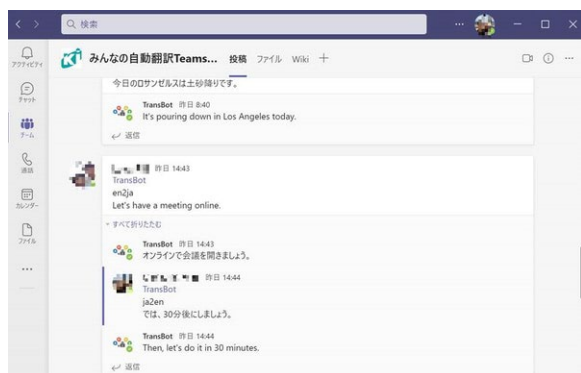 検索
みんなの自動翻訳Teams... 投稿 ファイル Wiki
アクティビティ
チャット
チーム
通話
カレンダー
ファイル
今日のロサンゼルスは土砂降りです。
TransBot 昨日 8:40
It's pouring down in Los Angeles today.
返信
昨日 14:43
TransBot
en2ja
Let's have a meeting online.
すべて折りたたむ
TransBot 昨日 14:43
オンラインで会議を開きましょう。
昨日 14:44
TransBot
ja2en
では、30分後にしましょう。
TransBot 昨日 14:44
Then, let's do it in 30 minutes.
返信